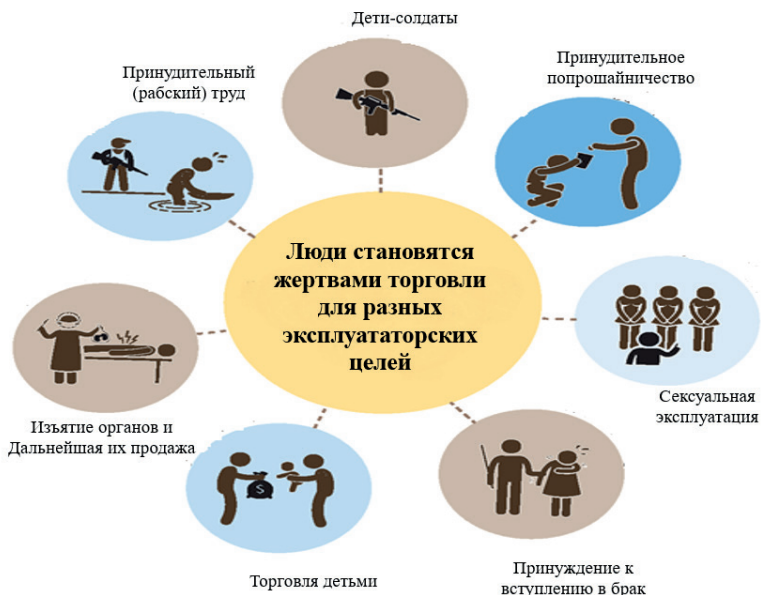 Дети-солдаты
Принудительный
(рабский) труд
Принудительное
попрошайничество
Люди становятся
жертвами торговли
для разных
эксплуататорских
целей
Сексуальная
эксплуатация
Изъятие органов и
Дальнейшая их продажа
$
Торговля детьми
Принуждение к
вступлению в брак